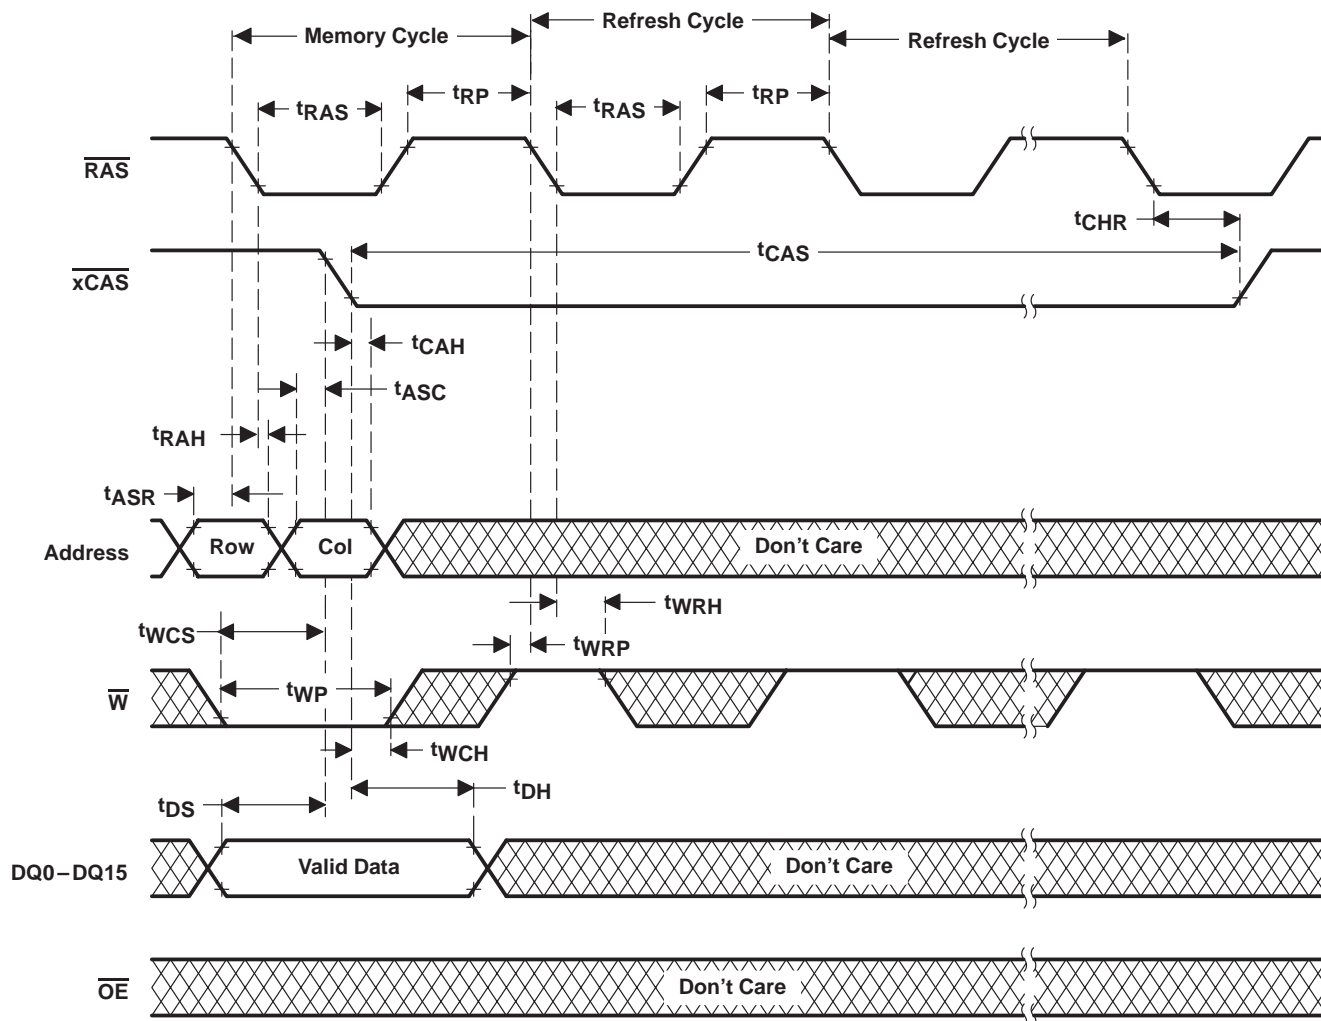 Memory Cycle
Refresh Cycle
Refresh Cycle
tRAS
tRP
tRAS
tRP
RAS
tCHR
tCAS
xCAS
tCAH
tASC
tRAH
tASR
Address
Row
Col
Don't Care
tWRH
tWCS
tWRP
W
tWP
tWCH
tDH
tDS
DQ0–DQ15
Valid Data
Don't Care
OE
Don't Care